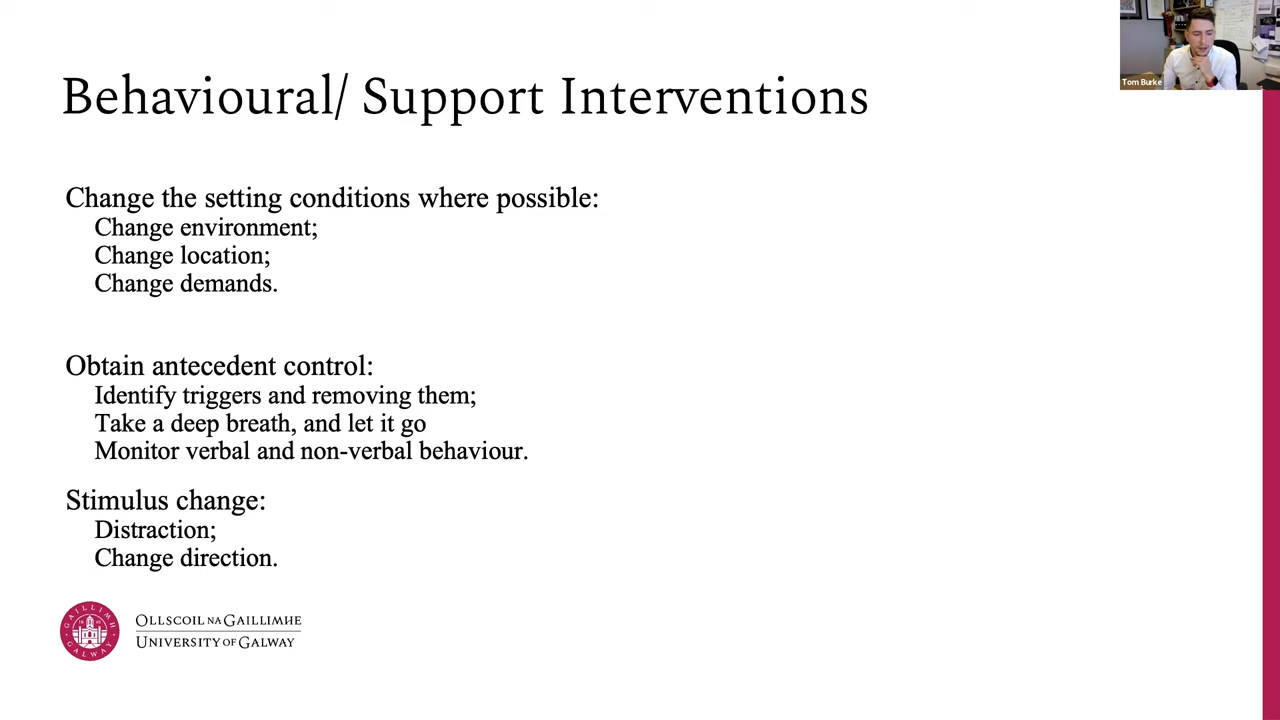 Tom Burke
Behavioural/ Support Interventions
Change the setting conditions where possible:
Change environment;
Change location;
Change demands.
Obtain antecedent control:
Identify triggers and removing them;
Take a deep breath, and let it go
Monitor verbal and non-verbal behaviour.
Stimulus change:
Distraction;
Change direction.
GAILLIMH
GALWAY
OLLSCOIL NA GAILLIMHE
UNIVERSITY OF GALWAY